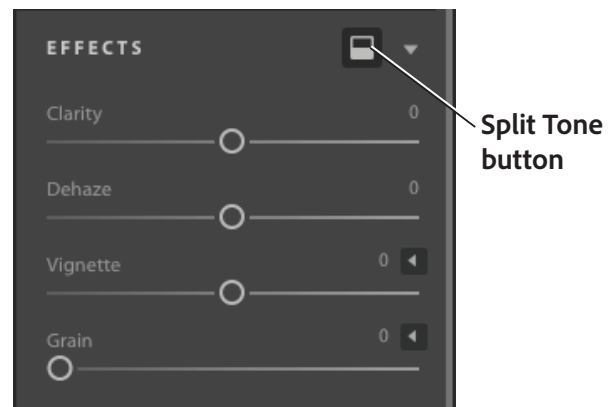 EFFECTS
Clarity 0
Split Tone
button
Dehaze 0
Vignette 0
Grain 0